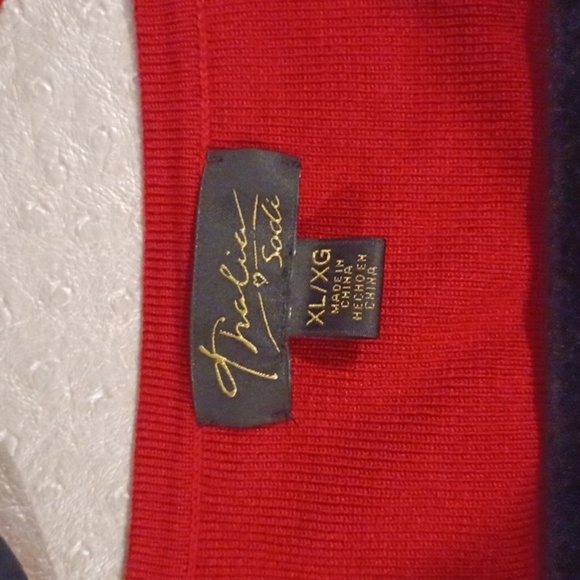 Thalia
Sodi
XL/XG
MADE IN
CHINA
HECHO EN
CHINA